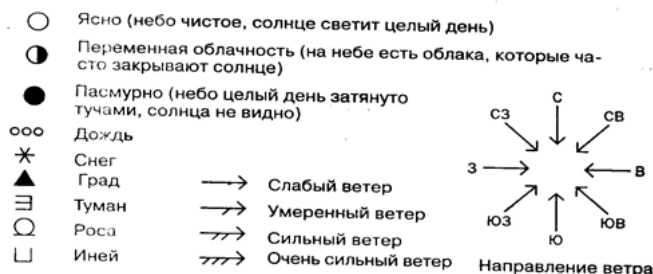 Ясно (небо чистое, солнце светит целый день)
Переменная облачность (на небе есть облака, которые ча-
сто закрывают солнце)
Пасмурно (небо целый день затянуто
тучами, солнца не видно)
Дождь
Снег
Град
Туман
Роса
Иней
Слабый ветер
Умеренный ветер
Сильный ветер
Очень сильный ветер
С
СЗ
СВ
З
В
ЮЗ
ЮВ
Ю
Направление ветра